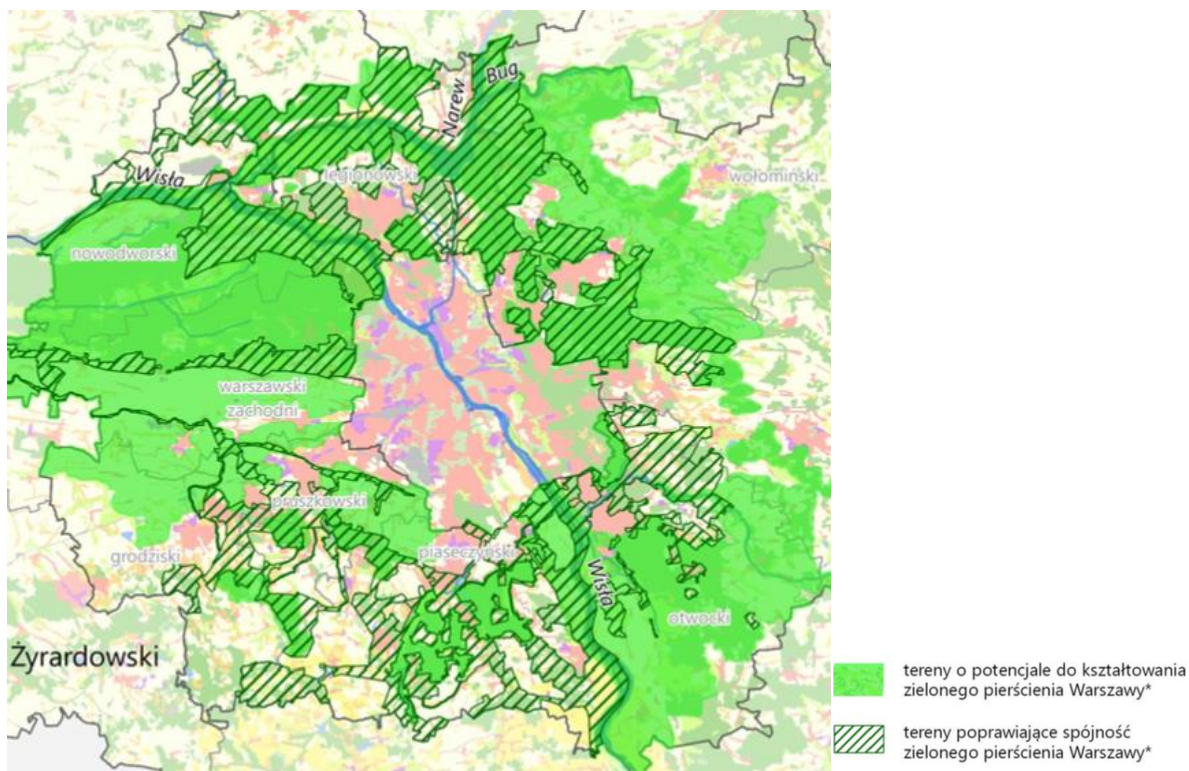 Narew
Bug
Wisła
legionowski
wołomiński
nowodworski
warszawski
zachodni
pruszkowski
grodziski
piaseczyński
Wisła
otwocki
Żyrardowski
tereny o potencjale do kształtowania
zielonego pierścienia Warszawy*
tereny poprawiające spójność
zielonego pierścienia Warszawy*